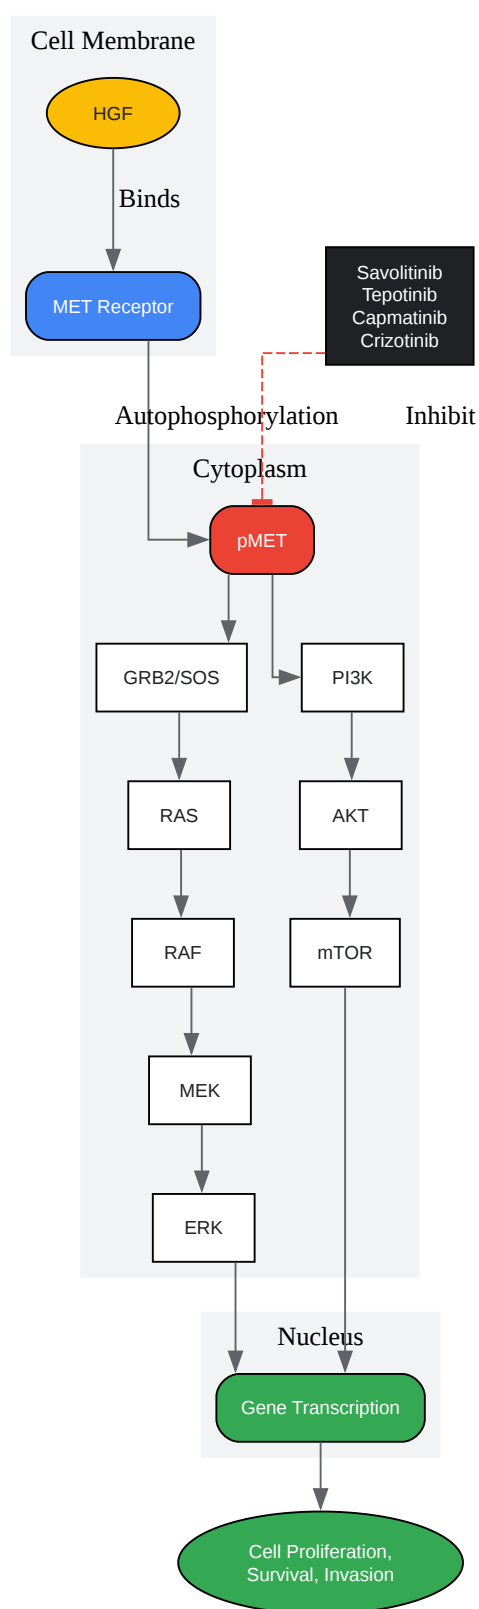 Cell Membrane
HGF
Binds
MET Receptor
Savolitinib
Tepotinib
Capmatinib
Crizotinib
Autophosphorylation
Inhibit
Cytoplasm
pMET
GRB2/SOS
PI3K
RAS
AKT
RAF
mTOR
MEK
ERK
Nucleus
Gene Transcription
Cell Proliferation,
Survival, Invasion